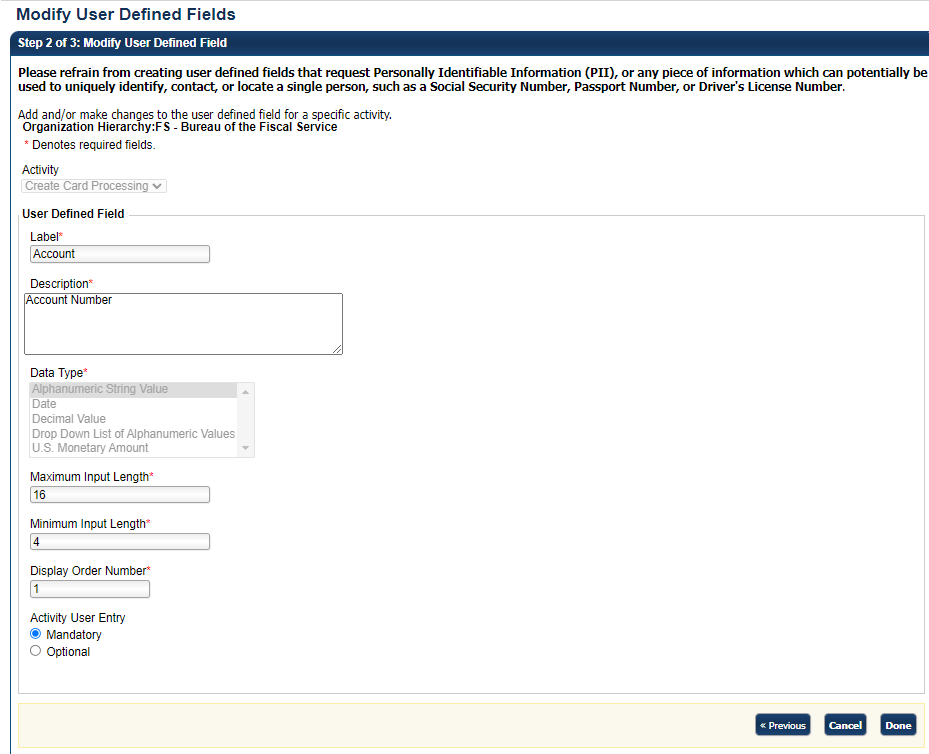 Modify User Defined Fields
Step 2 of 3: Modify User Defined Field
Please refrain from creating user defined fields that request Personally Identifiable Information (PII), or any piece of information which can potentially be
used to uniquely identify, contact, or locate a single person, such as a Social Security Number, Passport Number, or Driver's License Number.
Add and/or make changes to the user defined field for a specific activity.
Organization Hierarchy:FS - Bureau of the Fiscal Service
* Denotes required fields.
Activity
Create Card Processing
User Defined Field
Label*
Account
Description*
Account Number
Data Type*
Alphanumeric String Value
Date
Decimal Value
Drop Down List of Alphanumeric Values
U.S. Monetary Amount
Maximum Input Length*
16
Minimum Input Length*
4
Display Order Number*
1
Activity User Entry
Mandatory
Optional
« Previous Cancel Done